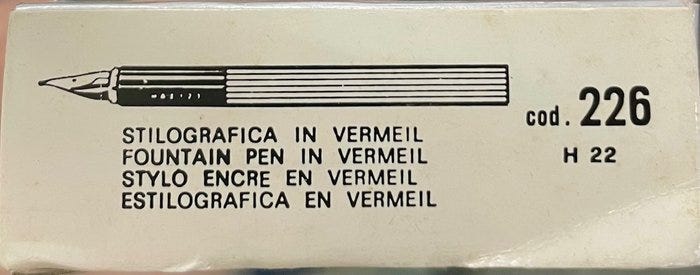 STILOGRAFICA IN VERMEIL
FOUNTAIN PEN IN VERMEIL
STYLO ENCRE EN VERMEIL
ESTILOGRAFICA EN VERMEIL
cod. 226
H 22